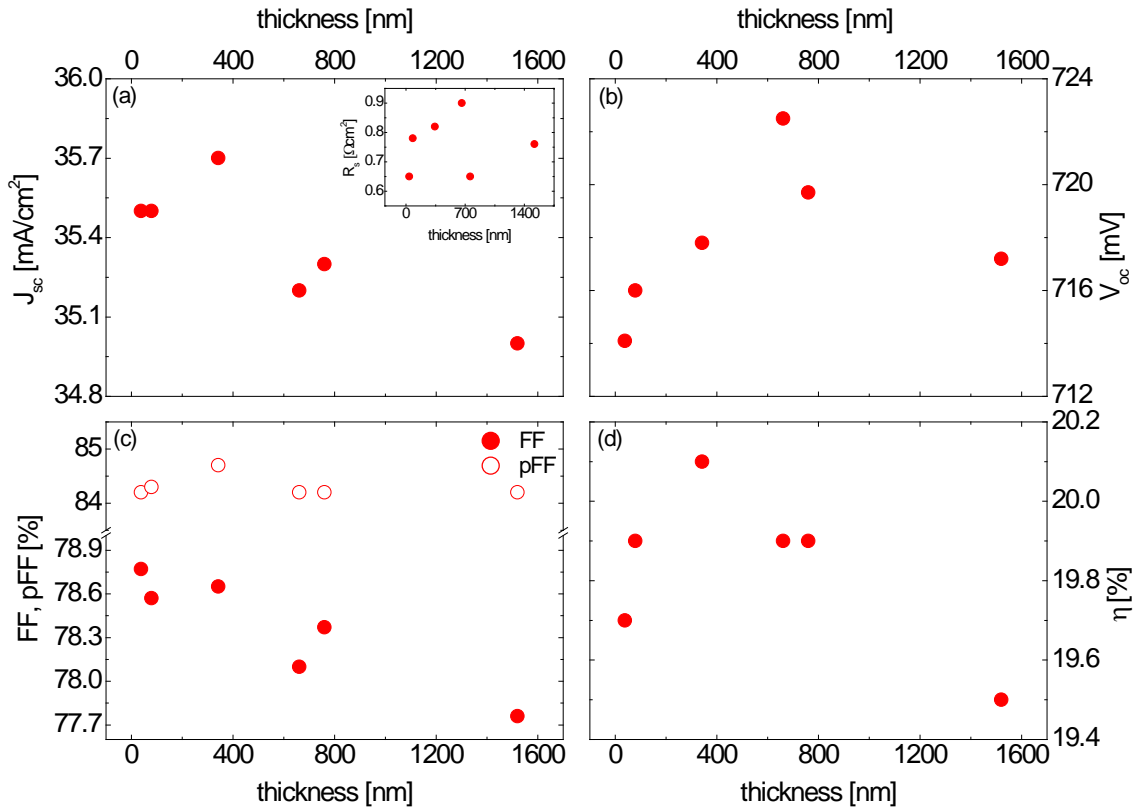 thickness [nm]
thickness [nm]
0 400 800 1200 1600
0 400 800 1200 1600
(a)
36.0
35.7
35.4
35.1
34.8
J_sc [mA/cm²]
0.9
0.8
0.7
0.6
R_s [Ωcm²]
0 700 1400
thickness [nm]
(b)
724
720
716
712
V_oc [mV]
(c)
FF
pFF
85
84
78.9
78.6
78.3
78.0
77.7
FF, pFF [%]
0 400 800 1200 1600
thickness [nm]
(d)
20.2
20.0
19.8
19.6
19.4
η [%]
0 400 800 1200 1600
thickness [nm]